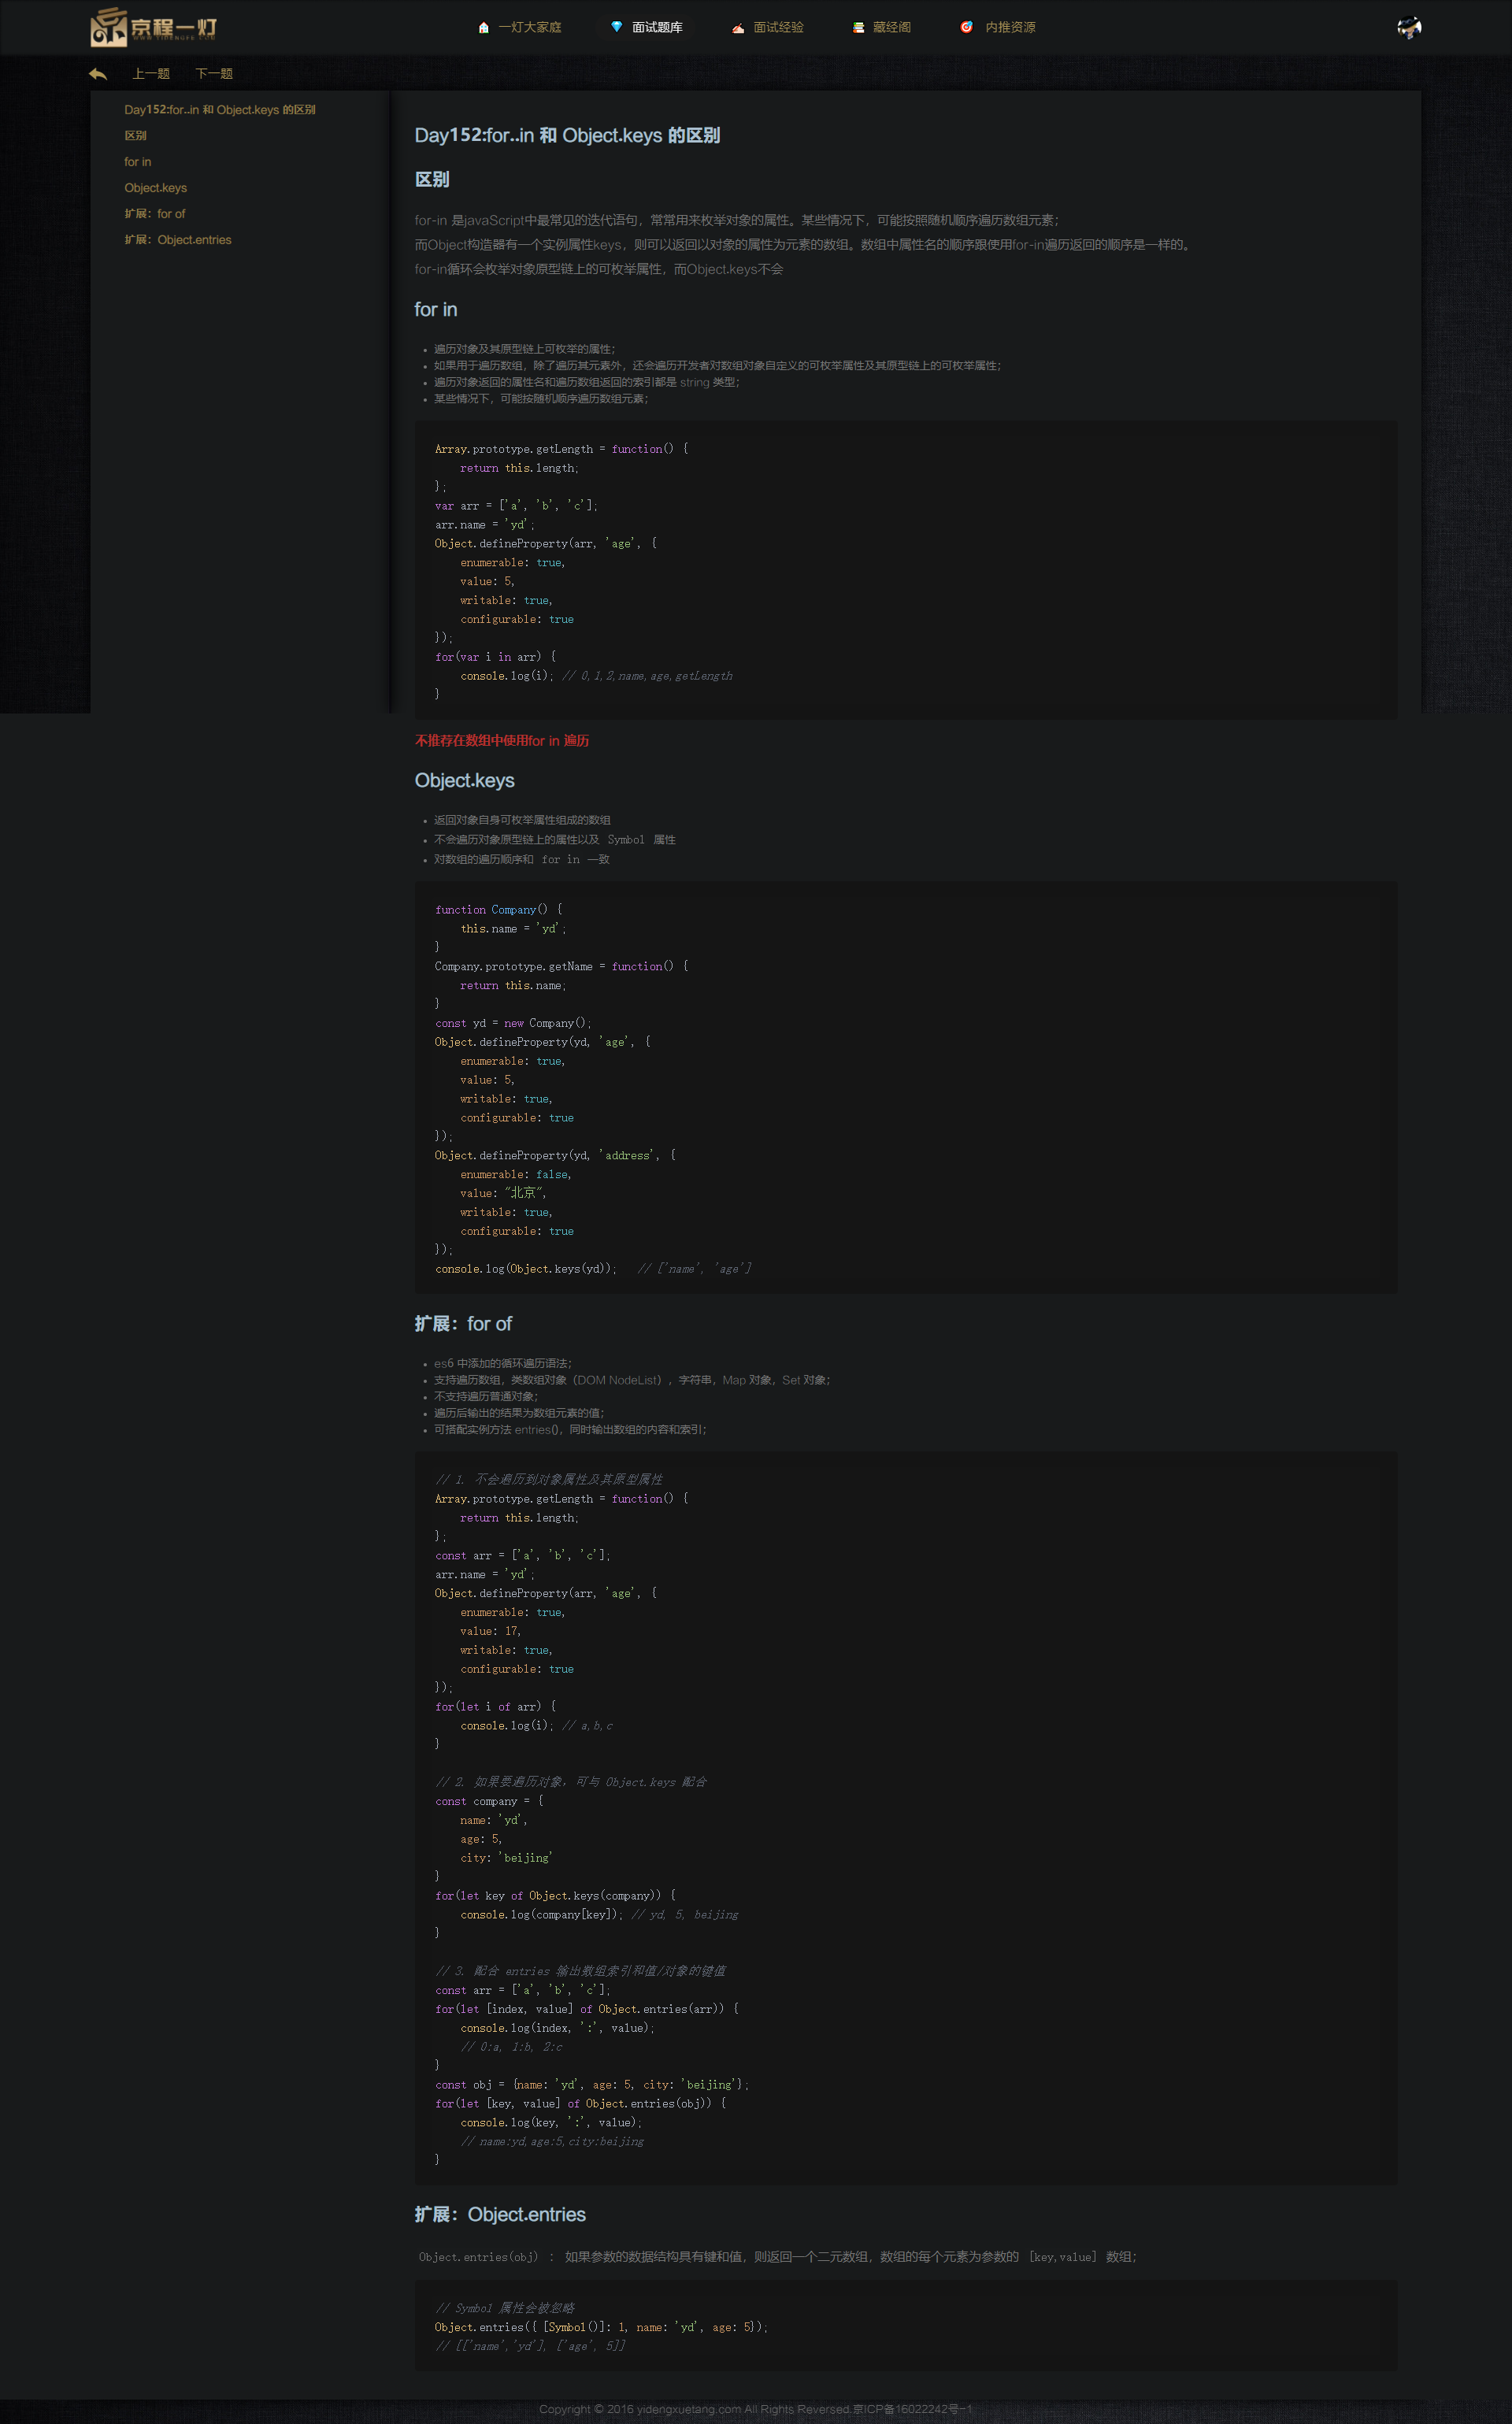 京程一灯
WWW.YIDENGFE.COM
一灯大家庭 面试题库 面试经验 藏经阁 内推资源
上一题 下一题
Day152:for..in 和 Object.keys 的区别
区别
for in
Object.keys
扩展：for of
扩展：Object.entries
Day152:for..in 和 Object.keys 的区别
区别
for-in 是javaScript中最常见的迭代语句，常常用来枚举对象的属性。某些情况下，可能按照随机顺序遍历数组元素；
而Object构造器有一个实例属性keys，则可以返回以对象的属性为元素的数组。数组中属性名的顺序跟使用for-in遍历返回的顺序是一样的。
for-in循环会枚举对象原型链上的可枚举属性，而Object.keys不会
for in
• 遍历对象及其原型链上可枚举的属性；
• 如果用于遍历数组，除了遍历其元素外，还会遍历开发者对数组对象自定义的可枚举属性及其原型链上的可枚举属性；
• 遍历对象返回的属性名和遍历数组返回的索引都是 string 类型；
• 某些情况下，可能按随机顺序遍历数组元素；
Array.prototype.getLength = function() {
    return this.length;
};
var arr = ['a', 'b', 'c'];
arr.name = 'yd';
Object.defineProperty(arr, 'age', {
    enumerable: true,
    value: 5,
    writable: true,
    configurable: true
});
for(var i in arr) {
    console.log(i); // 0,1,2,name,age,getLength
}
不推荐在数组中使用for in 遍历
Object.keys
• 返回对象自身可枚举属性组成的数组
• 不会遍历对象原型链上的属性以及 Symbol 属性
• 对数组的遍历顺序和 for in 一致
function Company() {
    this.name = 'yd';
}
Company.prototype.getName = function() {
    return this.name;
}
const yd = new Company();
Object.defineProperty(yd, 'age', {
    enumerable: true,
    value: 5,
    writable: true,
    configurable: true
});
Object.defineProperty(yd, 'address', {
    enumerable: false,
    value: "北京",
    writable: true,
    configurable: true
});
console.log(Object.keys(yd));   // ['name', 'age']
扩展：for of
• es6 中添加的循环遍历语法；
• 支持遍历数组，类数组对象（DOM NodeList），字符串，Map 对象，Set 对象；
• 不支持遍历普通对象；
• 遍历后输出的结果为数组元素的值；
• 可搭配实例方法 entries()，同时输出数组的内容和索引；
// 1. 不会遍历到对象属性及其原型属性
Array.prototype.getLength = function() {
    return this.length;
};
const arr = ['a', 'b', 'c'];
arr.name = 'yd';
Object.defineProperty(arr, 'age', {
    enumerable: true,
    value: 17,
    writable: true,
    configurable: true
});
for(let i of arr) {
    console.log(i); // a,b,c
}
// 2. 如果要遍历对象，可与 Object.keys 配合
const company = {
    name: 'yd',
    age: 5,
    city: 'beijing'
}
for(let key of Object.keys(company)) {
    console.log(company[key]); // yd, 5, beijing
}
// 3. 配合 entries 输出数组索引和值/对象的键值
const arr = ['a', 'b', 'c'];
for(let [index, value] of Object.entries(arr)) {
    console.log(index, ':', value);
    // 0:a, 1:b, 2:c
}
const obj = {name: 'yd', age: 5, city: 'beijing'};
for(let [key, value] of Object.entries(obj)) {
    console.log(key, ':', value);
    // name:yd,age:5,city:beijing
}
扩展：Object.entries
Object.entries(obj) ： 如果参数的数据结构具有键和值，则返回一个二元数组，数组的每个元素为参数的 [key,value] 数组；
// Symbol 属性会被忽略
Object.entries({ [Symbol()]: 1, name: 'yd', age: 5});
// [['name','yd'], ['age', 5]]
Copyright © 2016 yidengxuetang.com All Rights Reversed.京ICP备16022242号-1